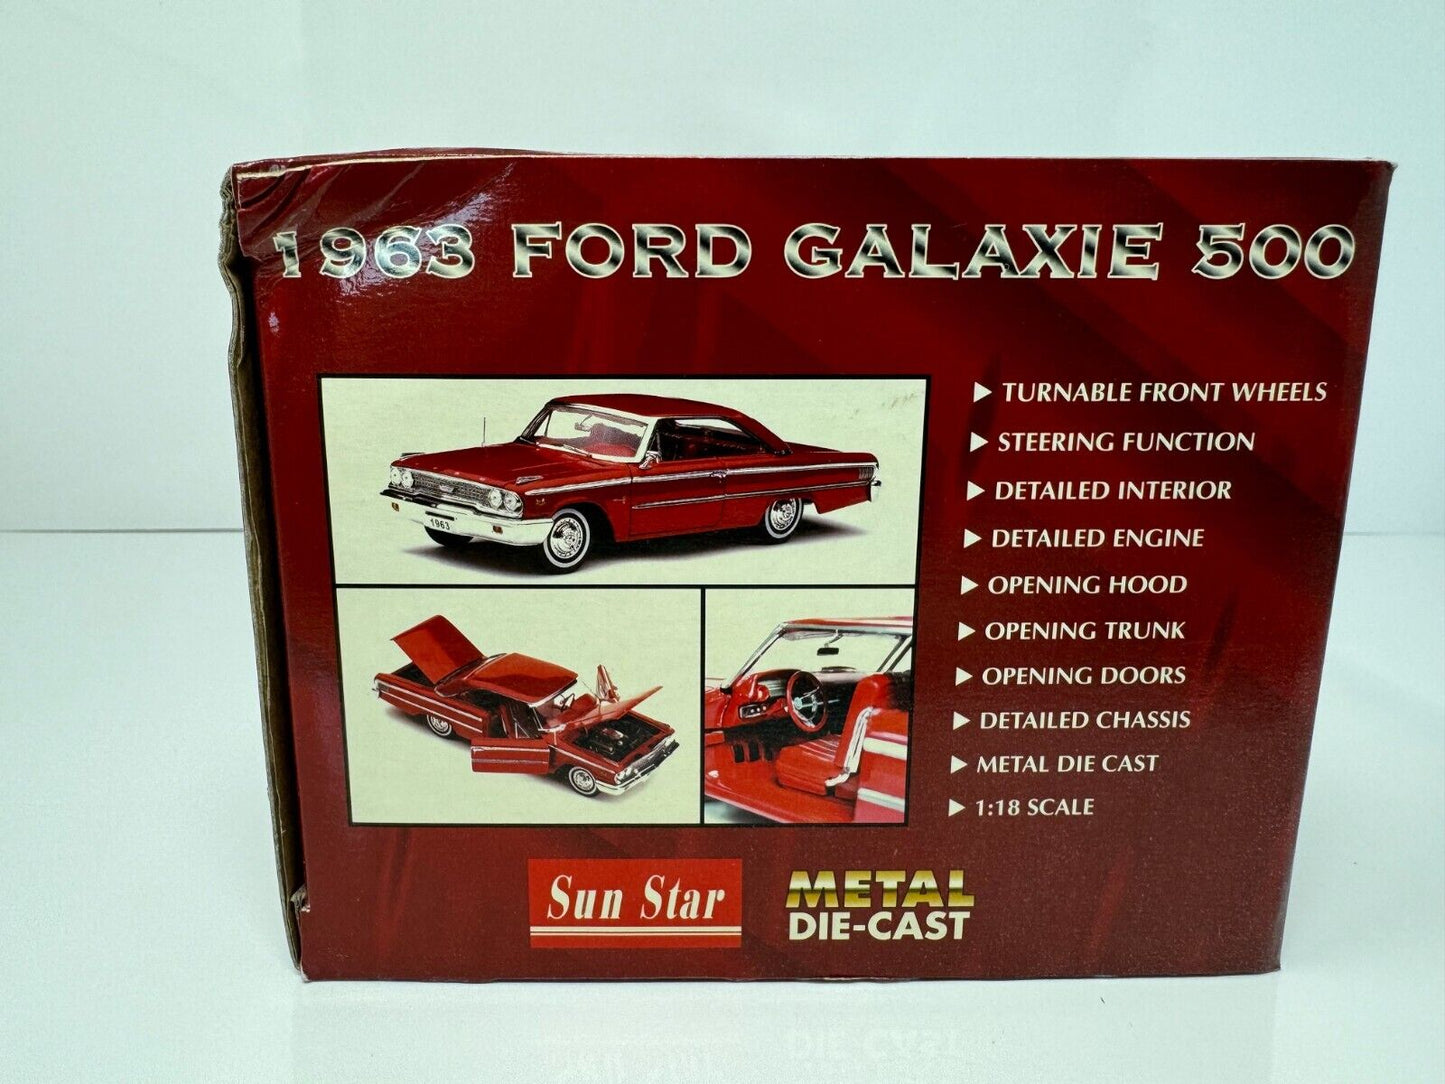 1963 FORD GALAXIE 500
1963
▶ TURNABLE FRONT WHEELS
▶ STEERING FUNCTION
▶ DETAILED INTERIOR
▶ DETAILED ENGINE
▶ OPENING HOOD
▶ OPENING TRUNK
▶ OPENING DOORS
▶ DETAILED CHASSIS
▶ METAL DIE CAST
▶ 1:18 SCALE
Sun Star
METAL
DIE-CAST